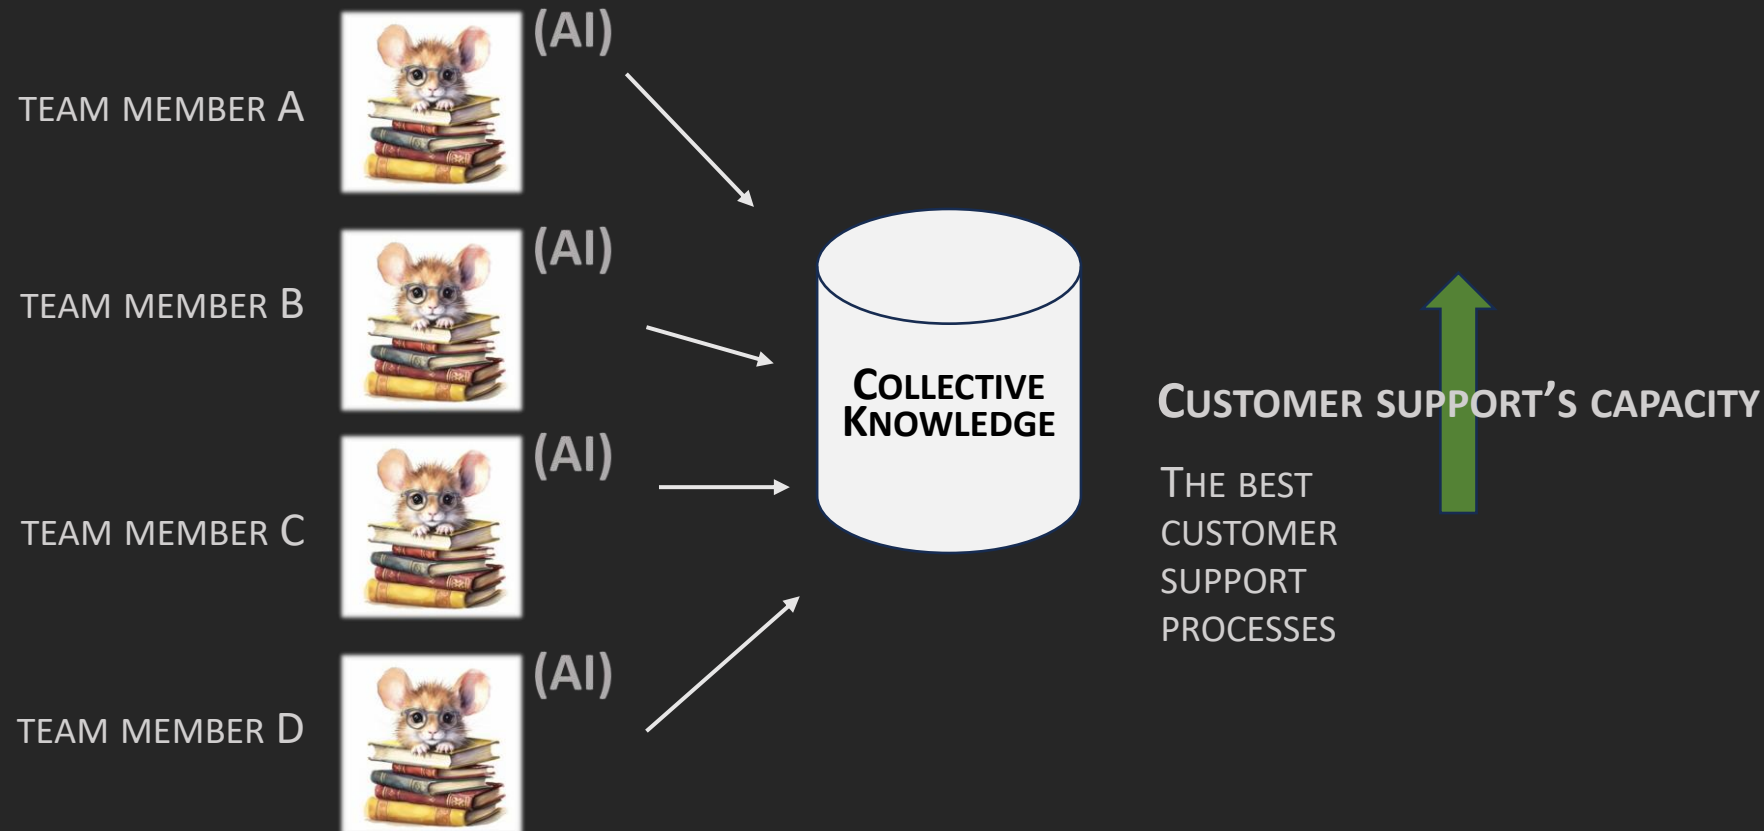 TEAM MEMBER A
(AI)
TEAM MEMBER B
(AI)
TEAM MEMBER C
(AI)
TEAM MEMBER D
(AI)
COLLECTIVE
KNOWLEDGE
CUSTOMER SUPPORT’S CAPACITY
THE BEST
CUSTOMER
SUPPORT
PROCESSES